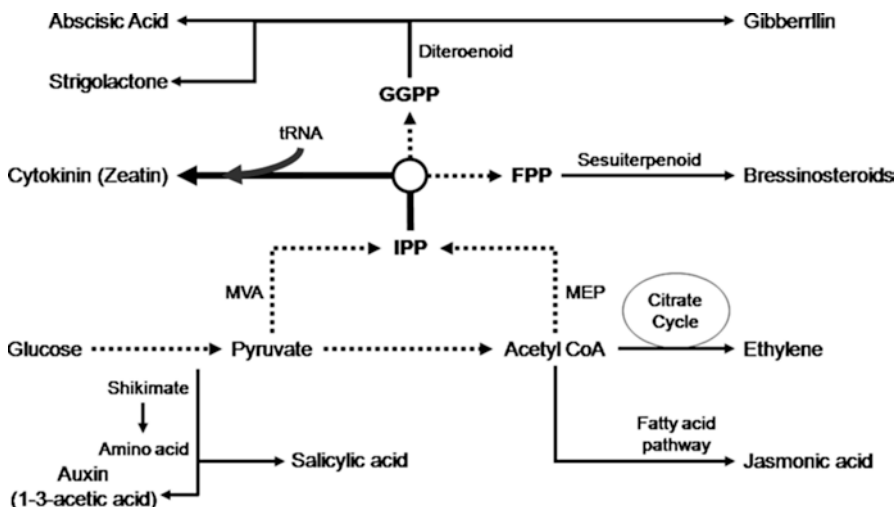 Abscisic Acid
Gibberrllin
Diteroenoid
Strigolactone
GGPP
tRNA
Cytokinin (Zeatin)
Sesuiterpenoid
FPP
Bressinosteroids
IPP
MVA
MEP
Citrate
Cycle
Glucose
Pyruvate
Acetyl CoA
Ethylene
Shikimate
Amino acid
Auxin
(1-3-acetic acid)
Salicylic acid
Fatty acid
pathway
Jasmonic acid